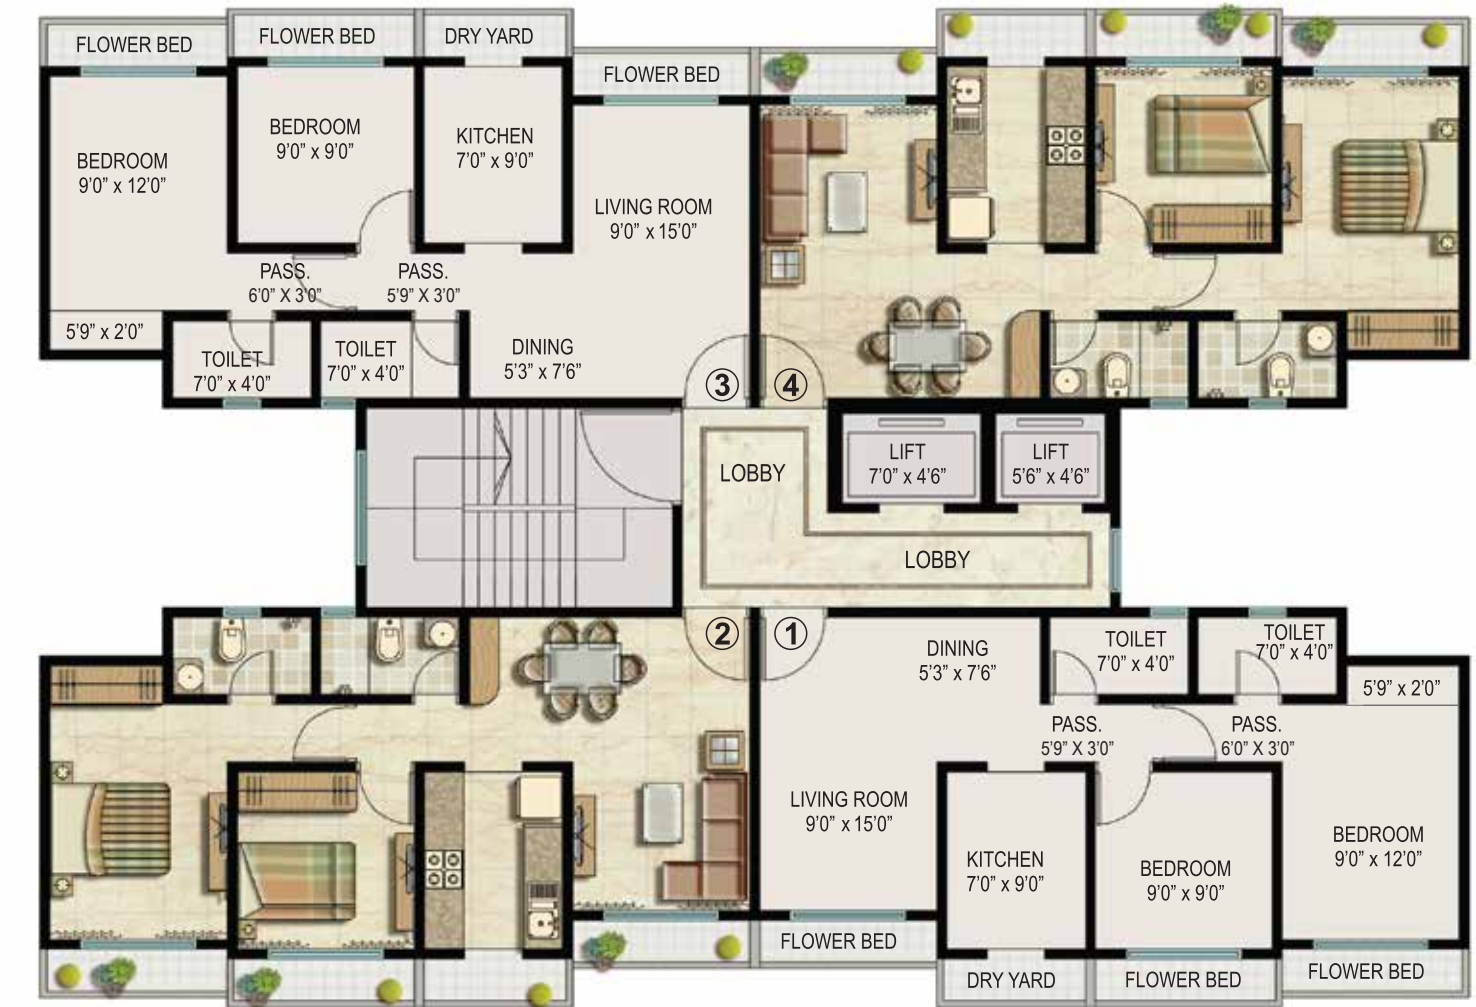 FLOWER BED
FLOWER BED
DRY YARD
FLOWER BED
BEDROOM
9’0” x 12’0”
BEDROOM
9’0” x 9’0”
KITCHEN
7’0” x 9’0”
LIVING ROOM
9’0” x 15’0”
PASS.
6’0” X 3’0”
PASS.
5’9” X 3’0”
5’9” x 2’0”
TOILET
7’0” x 4’0”
TOILET
7’0” x 4’0”
DINING
5’3” x 7’6”
3
4
LOBBY
LIFT
7’0” x 4’6”
LIFT
5’6” x 4’6”
LOBBY
2
1
DINING
5’3” x 7’6”
TOILET
7’0” x 4’0”
TOILET
7’0” x 4’0”
5’9” x 2’0”
PASS.
5’9” X 3’0”
PASS.
6’0” X 3’0”
LIVING ROOM
9’0” x 15’0”
KITCHEN
7’0” x 9’0”
BEDROOM
9’0” x 9’0”
BEDROOM
9’0” x 12’0”
FLOWER BED
DRY YARD
FLOWER BED
FLOWER BED